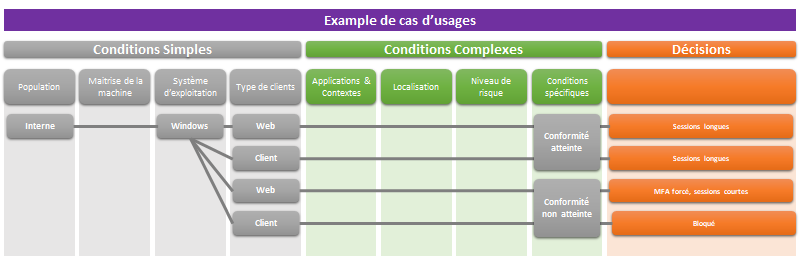 Example de cas d'usages
Conditions Simples
Conditions Complexes
Décisions
Population
Maîtrise de la
machine
Système
d'exploitation
Type de clients
Applications &
Contextes
Localisation
Niveau de
risque
Conditions
spécifiques
Interne
Windows
Web
Conformité
atteinte
Sessions longues
Client
Sessions longues
Web
Conformité
non atteinte
MFA forcé, sessions courtes
Client
Bloqué